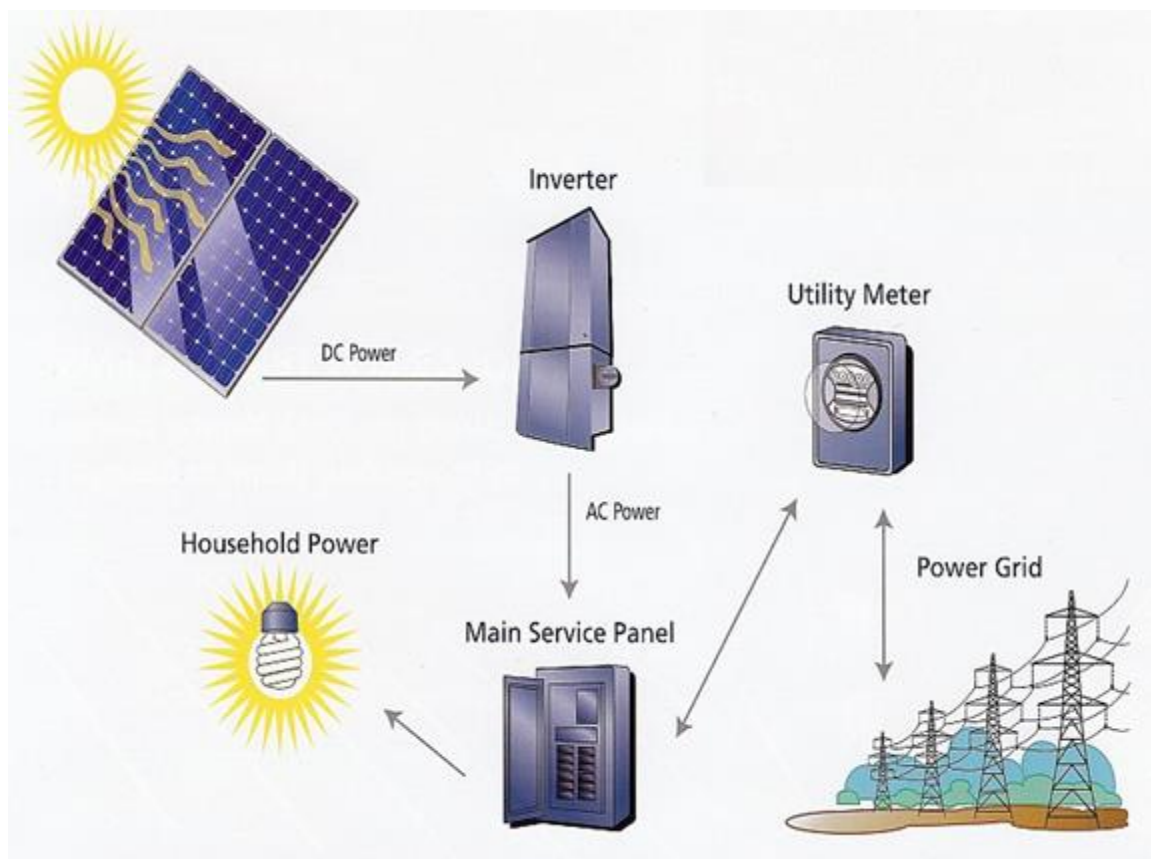 Inverter
Utility Meter
DC Power
AC Power
Household Power
Power Grid
Main Service Panel